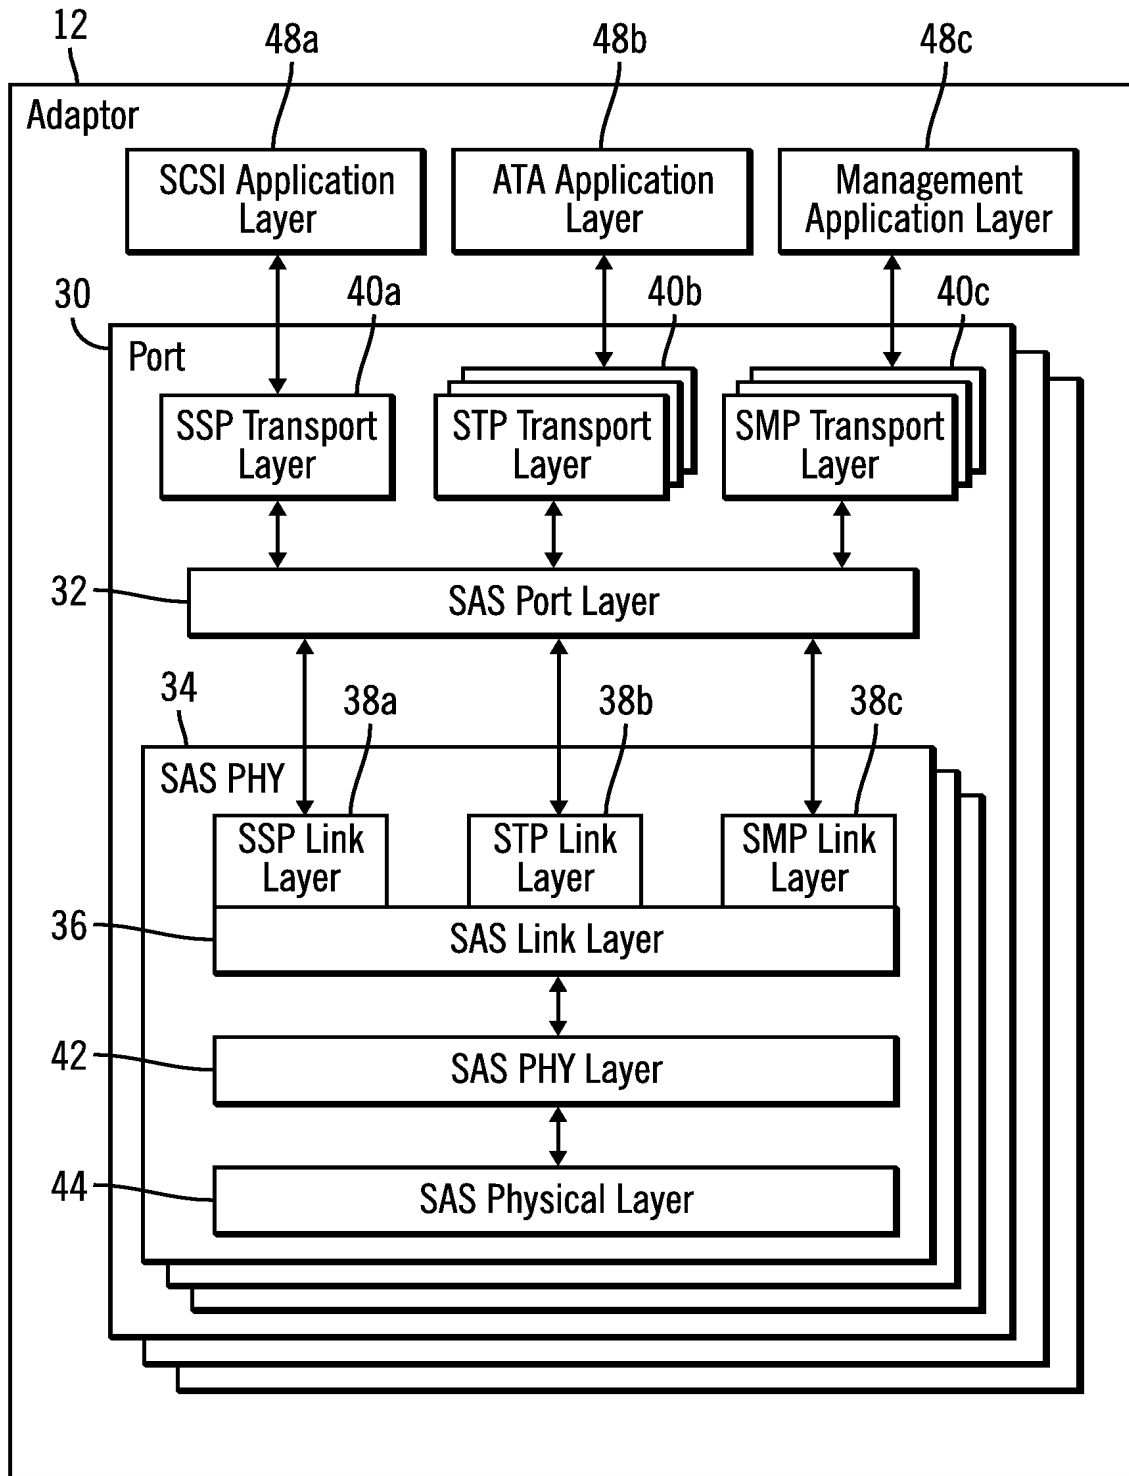 12
48a
48b
48c
Adaptor
SCSI Application
Layer
ATA Application
Layer
Management
Application Layer
30
40a
40b
40c
Port
SSP Transport
Layer
STP Transport
Layer
SMP Transport
Layer
32
SAS Port Layer
34
38a
38b
38c
SAS PHY
SSP Link
Layer
STP Link
Layer
SMP Link
Layer
36
SAS Link Layer
42
SAS PHY Layer
44
SAS Physical Layer